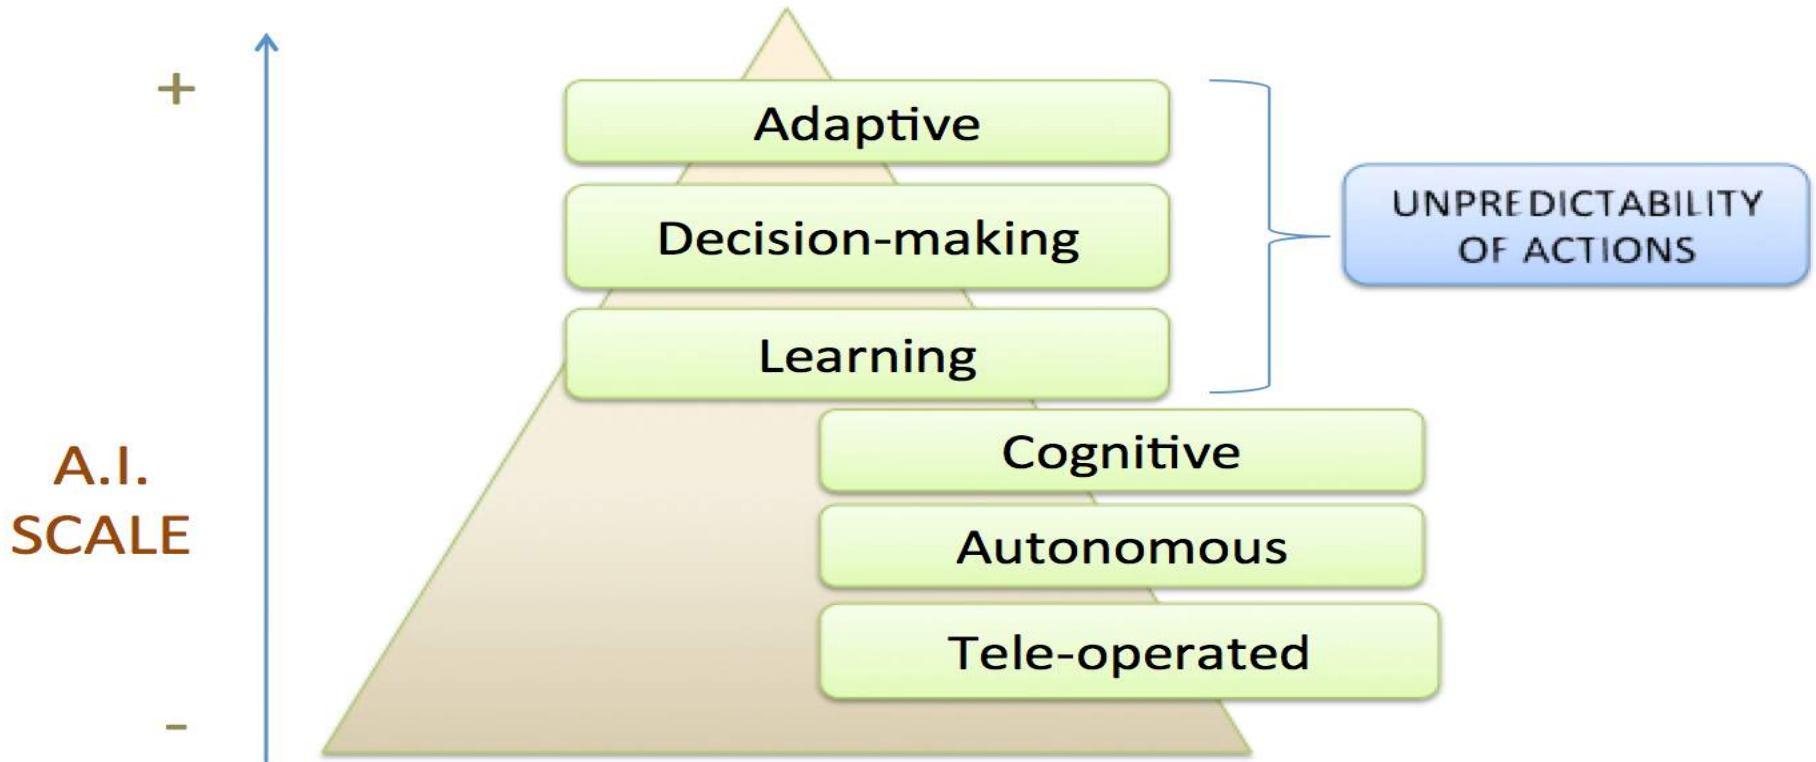 +
Adaptive
Decision-making
Learning
UNPREDICTABILITY
OF ACTIONS
Cognitive
A.I.
SCALE
Autonomous
Tele-operated
-